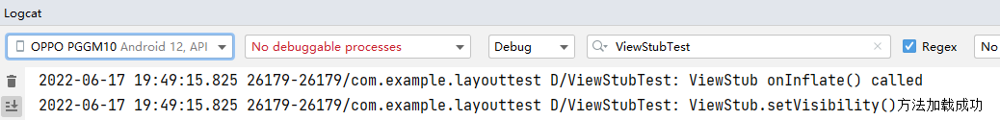 Logcat
OPPO PGGM10 Android 12, API No debuggable processes Debug ViewStubTest Regex No
2022-06-17 19:49:15.825 26179-26179/com.example.layouttest D/ViewStubTest: ViewStub onInflate() called
2022-06-17 19:49:15.825 26179-26179/com.example.layouttest D/ViewStubTest: ViewStub.setVisibility()方法加载成功